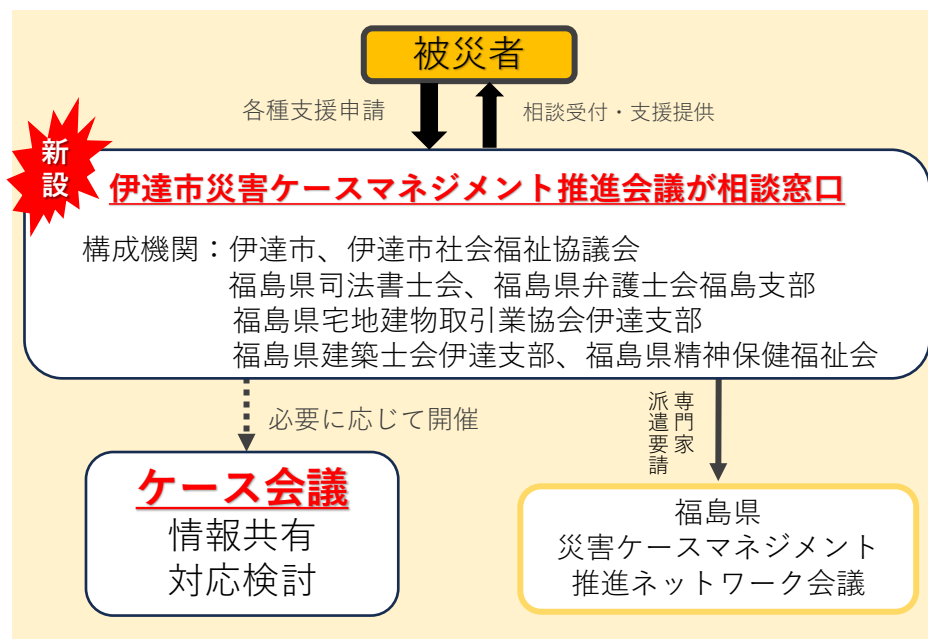 被災者
各種支援申請
相談受付・支援提供
新設
伊達市災害ケースマネジメント推進会議が相談窓口
構成機関：伊達市、伊達市社会福祉協議会
福島県司法書士会、福島県弁護士会福島支部
福島県宅地建物取引業協会伊達支部
福島県建築士会伊達支部、福島県精神保健福祉会
必要に応じて開催
専門家
派遣要請
ケース会議
情報共有
対応検討
福島県
災害ケースマネジメント
推進ネットワーク会議